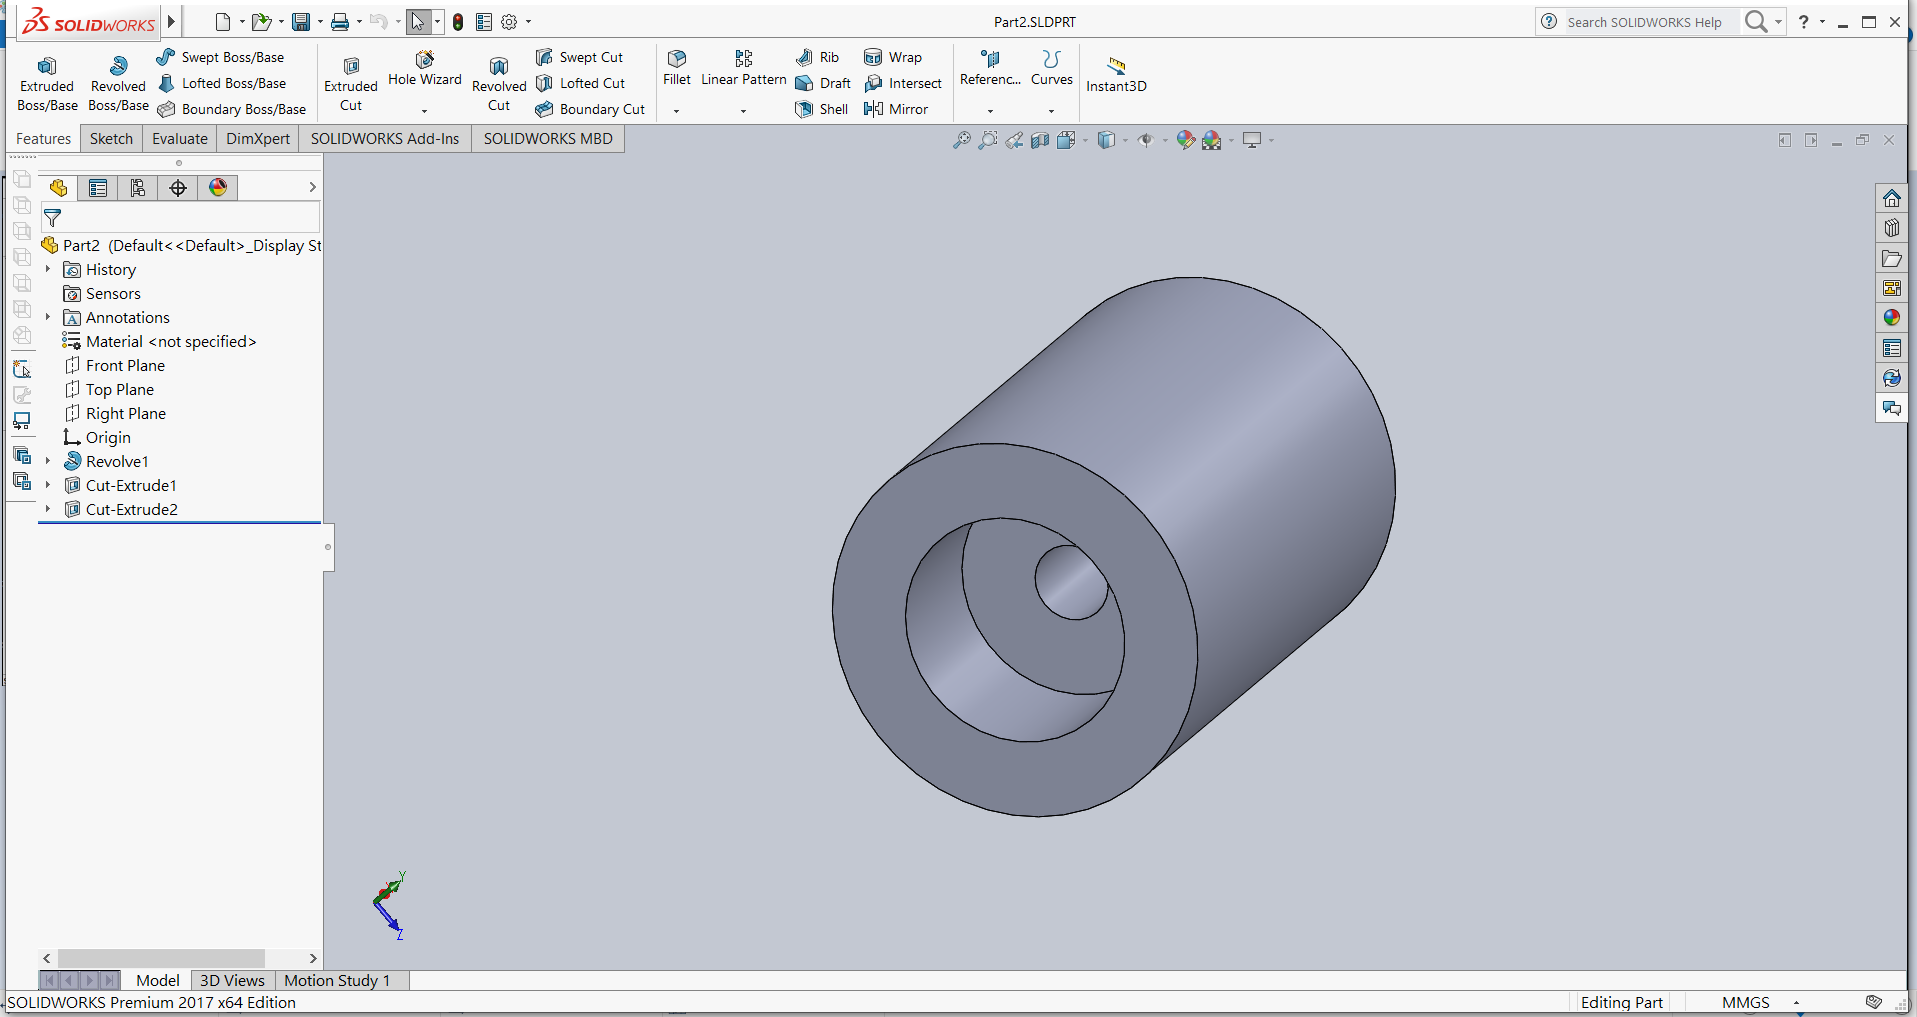 SOLIDWORKS
Part2.SLDPRT
Search SOLIDWORKS Help
?
Extruded Boss/Base
Revolved Boss/Base
Swept Boss/Base
Lofted Boss/Base
Boundary Boss/Base
Extruded Cut
Hole Wizard
Revolved Cut
Swept Cut
Lofted Cut
Boundary Cut
Fillet
Linear Pattern
Rib
Draft
Shell
Wrap
Intersect
Mirror
Referenc...
Curves
Instant3D
Features
Sketch
Evaluate
DimXpert
SOLIDWORKS Add-Ins
SOLIDWORKS MBD
Part2 (Default<<Default>_Display St
History
Sensors
Annotations
Material <not specified>
Front Plane
Top Plane
Right Plane
Origin
Revolve1
Cut-Extrude1
Cut-Extrude2
Y
Z
Model
3D Views
Motion Study 1
SOLIDWORKS Premium 2017 x64 Edition
Editing Part
MMGS